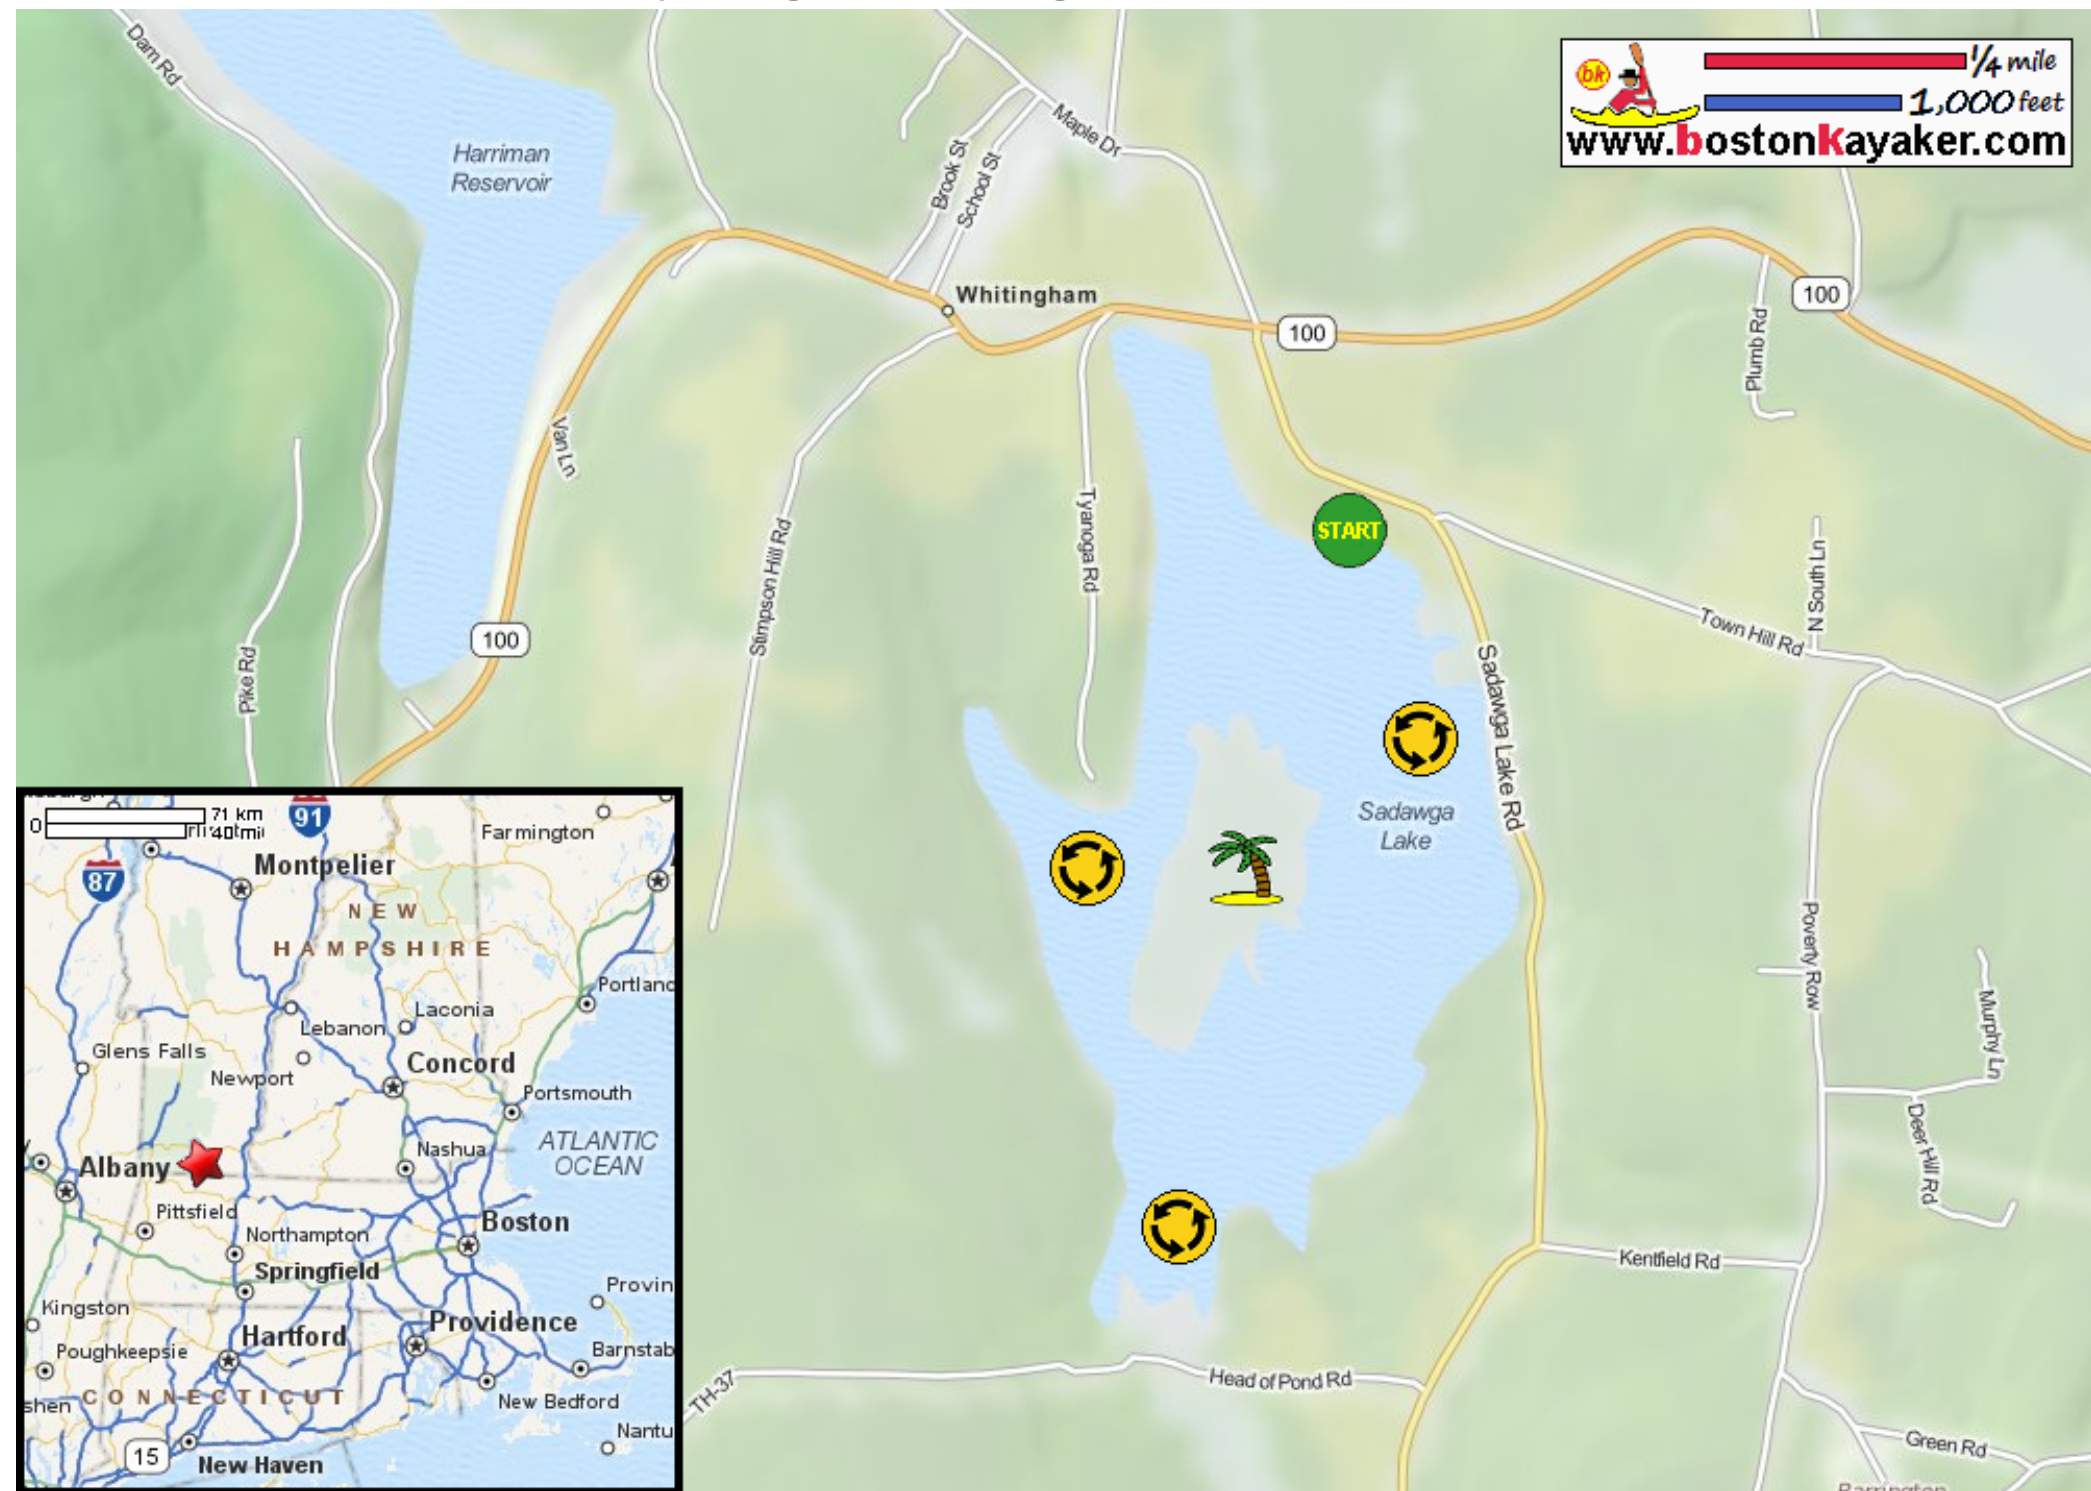 Dam Rd
Harriman
Reservoir
Brook St
School St
Maple Dr
bk
1/4 mile
1,000 feet
www.bostonKayaker.com
Whitingham
100
100
Plumb Rd
Van Ln
Stimpson Hill Rd
Tyanoga Rd
START
N South Ln
Town Hill Rd
100
Pike Rd
Sadawga Lake Rd
Sadawga
Lake
Poverty Row
Murphy Ln
Deer Hill Rd
Kentfield Rd
TH-37
Head of Pond Rd
Green Rd
0
71 km
40 mi
91
Farmington
87
Montpelier
NEW
HAMPSHIRE
Portland
Laconia
Lebanon
Glens Falls
Newport
Concord
Portsmouth
ATLANTIC
OCEAN
Nashua
Albany
Pittsfield
Northampton
Boston
Springfield
Provin
Kingston
Hartford
Providence
Poughkeepsie
Barnstab
shen
CONNECTICUT
New Bedford
Nantu
15
New Haven